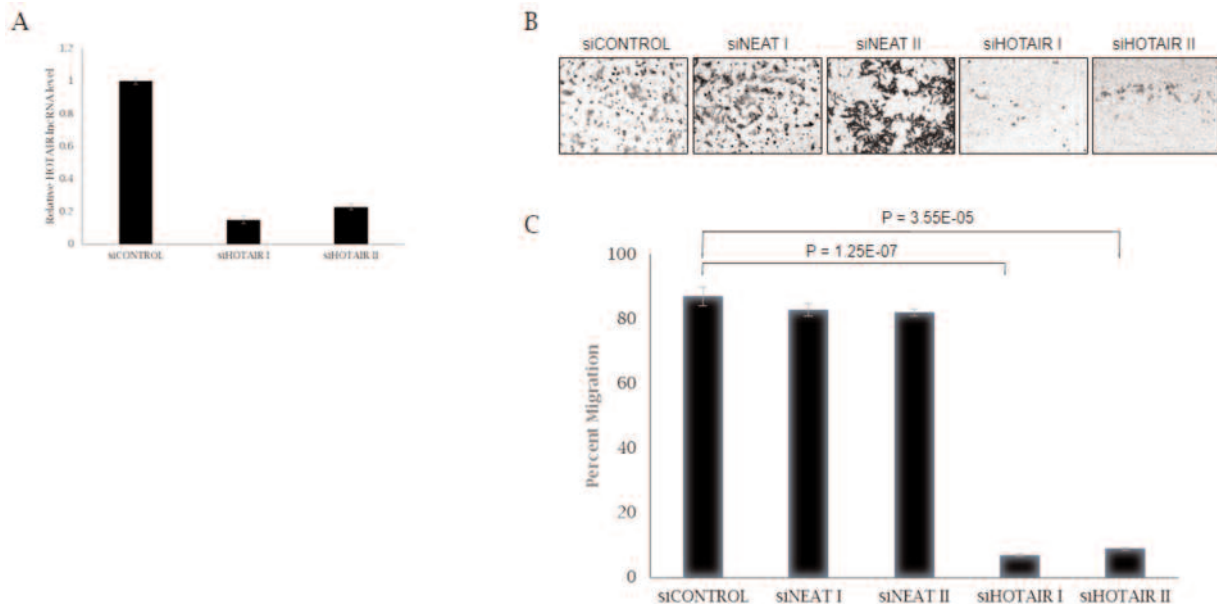 A
1.2
1
0.8
0.6
0.4
0.2
0
Relative HOTAIR lncRNA level
siCONTROL
siHOTAIR I
siHOTAIR II
B
siCONTROL
siNEAT I
siNEAT II
siHOTAIR I
siHOTAIR II
C
P = 3.55E-05
P = 1.25E-07
100
80
60
40
20
0
Percent Migration
siCONTROL
siNEAT I
siNEAT II
siHOTAIR I
siHOTAIR II